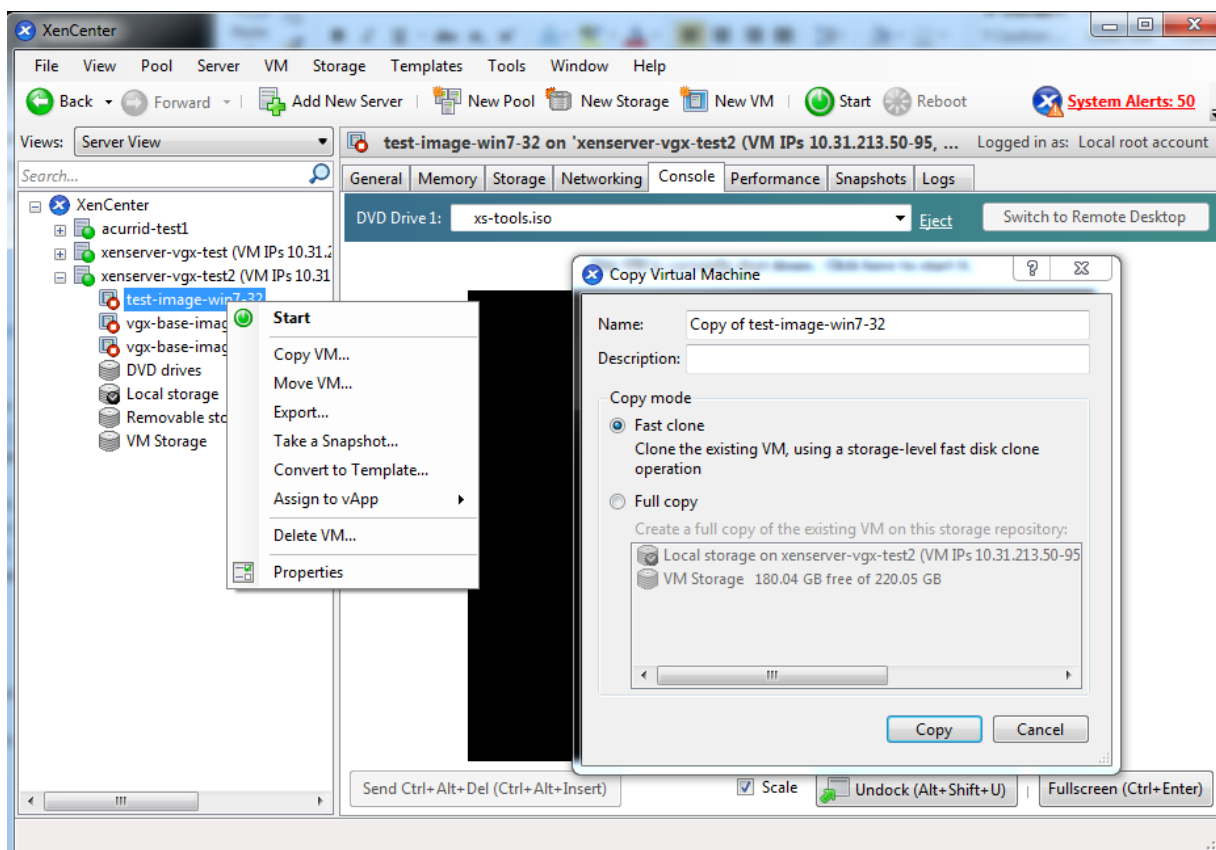 XenCenter
File View Pool Server VM Storage Templates Tools Window Help
Back Forward Add New Server New Pool New Storage New VM Start Reboot System Alerts: 50
Views: Server View
test-image-win7-32 on 'xenserver-vgx-test2 (VM IPs 10.31.213.50-95, ... Logged in as: Local root account
Search...
General Memory Storage Networking Console Performance Snapshots Logs
DVD Drive 1: xs-tools.iso Eject Switch to Remote Desktop
XenCenter
acurrid-test1
xenserver-vgx-test (VM IPs 10.31.2
xenserver-vgx-test2 (VM IPs 10.31
test-image-win7-32
vgx-base-imag
vgx-base-imag
DVD drives
Local storage
Removable sto
VM Storage
Start
Copy VM...
Move VM...
Export...
Take a Snapshot...
Convert to Template...
Assign to vApp
Delete VM...
Properties
Copy Virtual Machine
Name: Copy of test-image-win7-32
Description:
Copy mode
Fast clone
Clone the existing VM, using a storage-level fast disk clone
operation
Full copy
Create a full copy of the existing VM on this storage repository:
Local storage on xenserver-vgx-test2 (VM IPs 10.31.213.50-95
VM Storage 180.04 GB free of 220.05 GB
Copy Cancel
Send Ctrl+Alt+Del (Ctrl+Alt+Insert) Scale Undock (Alt+Shift+U) Fullscreen (Ctrl+Enter)